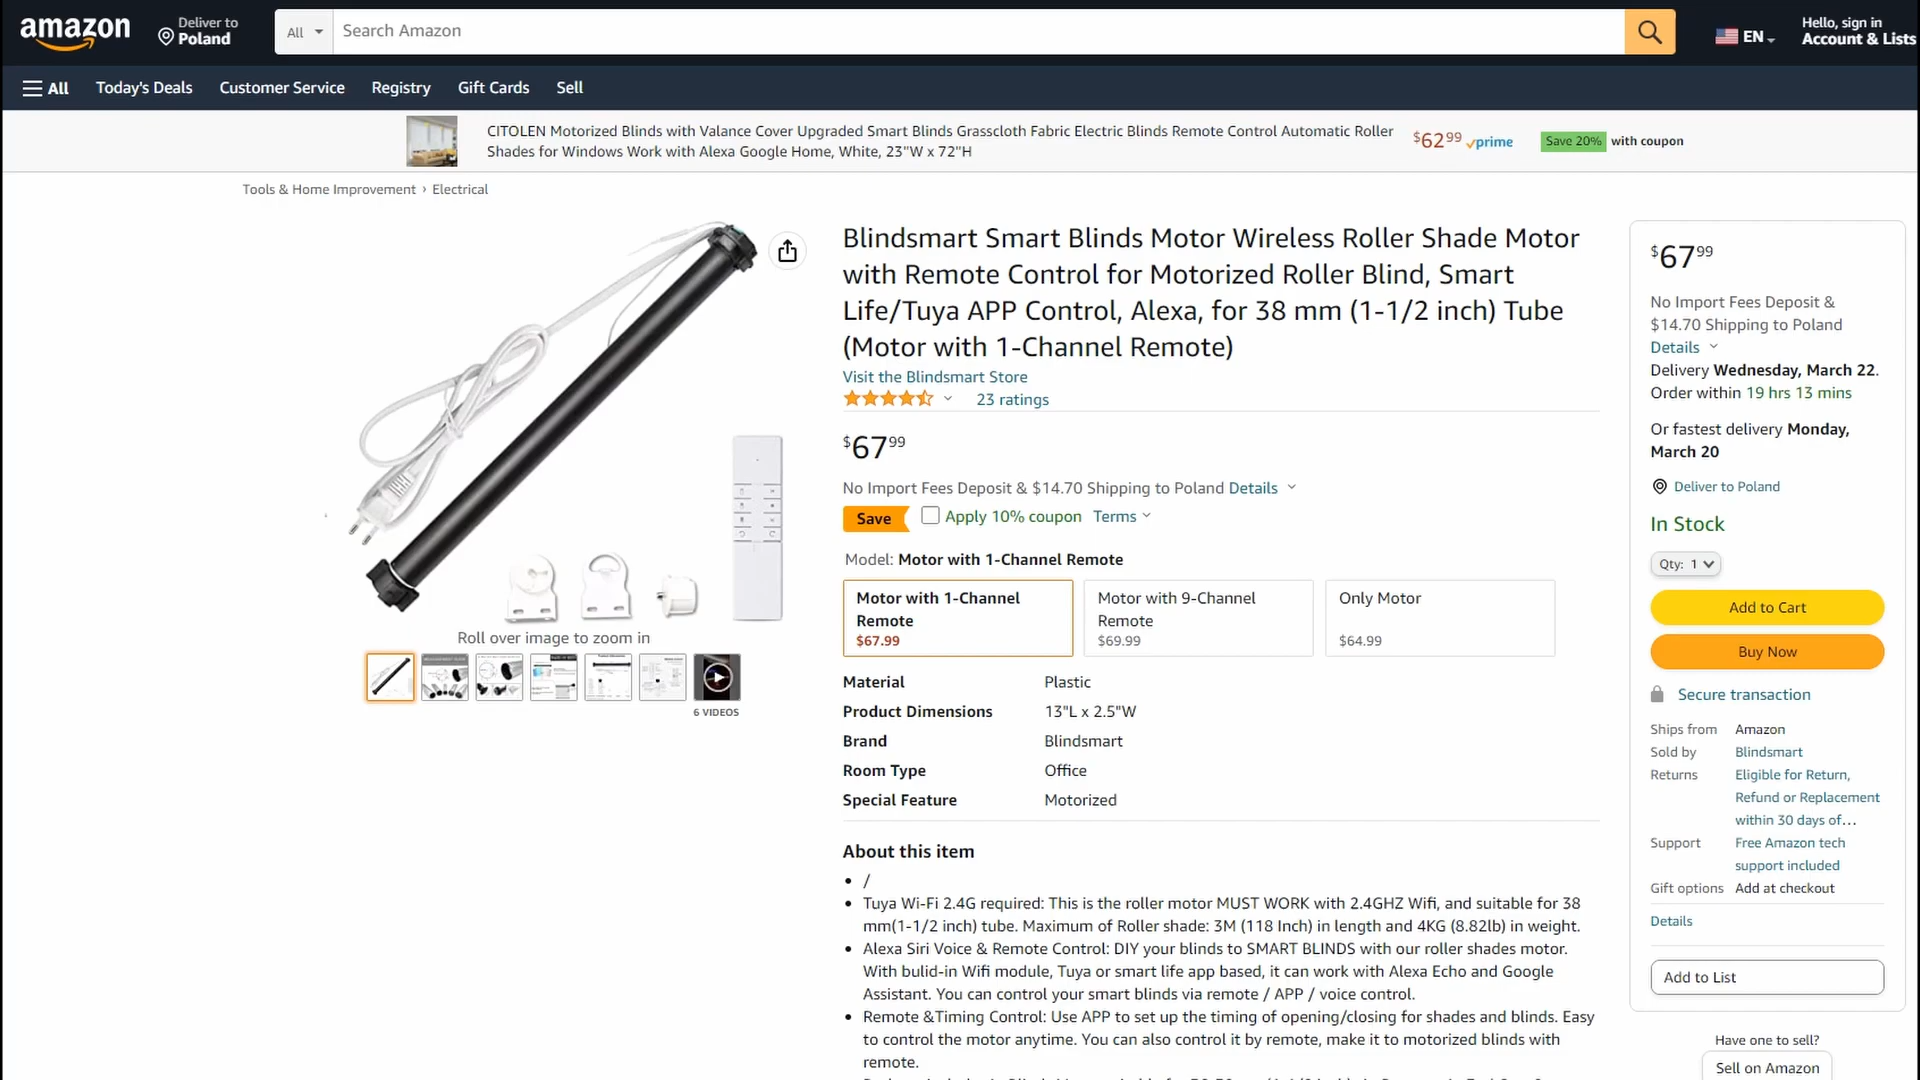 amazon
Deliver to
Poland
All
Search Amazon
EN
Hello, sign in
Account & Lists
All
Today's Deals
Customer Service
Registry
Gift Cards
Sell
CITOLEN Motorized Blinds with Valance Cover Upgraded Smart Blinds Grasscloth Fabric Electric Blinds Remote Control Automatic Roller
Shades for Windows Work with Alexa Google Home, White, 23"W x 72"H
$62 99 prime
Save 20% with coupon
Tools & Home Improvement › Electrical
Roll over image to zoom in
6 VIDEOS
Blindsmart Smart Blinds Motor Wireless Roller Shade Motor
with Remote Control for Motorized Roller Blind, Smart
Life/Tuya APP Control, Alexa, for 38 mm (1-1/2 inch) Tube
(Motor with 1-Channel Remote)
Visit the Blindsmart Store
23 ratings
$67 99
No Import Fees Deposit & $14.70 Shipping to Poland Details
Save Apply 10% coupon Terms
Model: Motor with 1-Channel Remote
Motor with 1-Channel
Remote
$67.99
Motor with 9-Channel
Remote
$69.99
Only Motor
$64.99
Material Plastic
Product Dimensions 13"L x 2.5"W
Brand Blindsmart
Room Type Office
Special Feature Motorized
About this item
• /
• Tuya Wi-Fi 2.4G required: This is the roller motor MUST WORK with 2.4GHZ Wifi, and suitable for 38
mm(1-1/2 inch) tube. Maximum of Roller shade: 3M (118 Inch) in length and 4KG (8.82lb) in weight.
• Alexa Siri Voice & Remote Control: DIY your blinds to SMART BLINDS with our roller shades motor.
With bulid-in Wifi module, Tuya or smart life app based, it can work with Alexa Echo and Google
Assistant. You can control your smart blinds via remote / APP / voice control.
• Remote &Timing Control: Use APP to set up the timing of opening/closing for shades and blinds. Easy
to control the motor anytime. You can also control it by remote, make it to motorized blinds with
remote.
$67 99
No Import Fees Deposit &
$14.70 Shipping to Poland
Details
Delivery Wednesday, March 22.
Order within 19 hrs 13 mins
Or fastest delivery Monday,
March 20
Deliver to Poland
In Stock
Qty: 1
Add to Cart
Buy Now
Secure transaction
Ships from Amazon
Sold by Blindsmart
Returns Eligible for Return,
Refund or Replacement
within 30 days of…
Support Free Amazon tech
support included
Gift options Add at checkout
Details
Add to List
Have one to sell?
Sell on Amazon